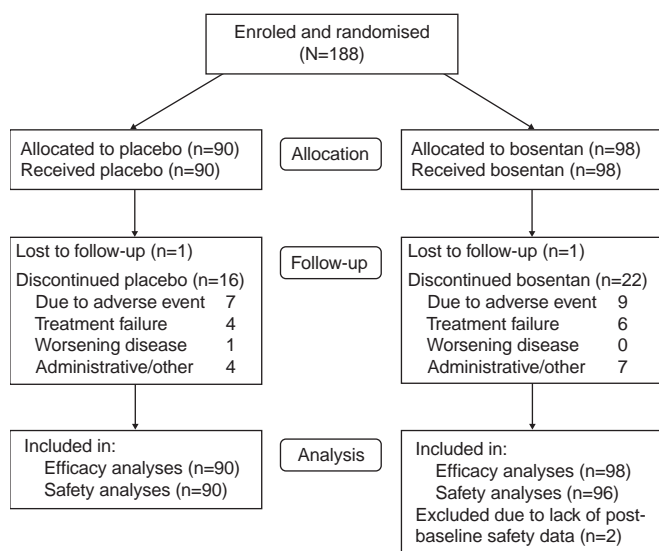 Enroled and randomised
(N=188)
Allocated to placebo (n=90)
Received placebo (n=90)
Allocation
Allocated to bosentan (n=98)
Received bosentan (n=98)
Lost to follow-up (n=1)
Discontinued placebo (n=16)
Due to adverse event 7
Treatment failure 4
Worsening disease 1
Administrative/other 4
Follow-up
Lost to follow-up (n=1)
Discontinued bosentan (n=22)
Due to adverse event 9
Treatment failure 6
Worsening disease 0
Administrative/other 7
Included in:
Efficacy analyses (n=90)
Safety analyses (n=90)
Analysis
Included in:
Efficacy analyses (n=98)
Safety analyses (n=96)
Excluded due to lack of post-
baseline safety data (n=2)